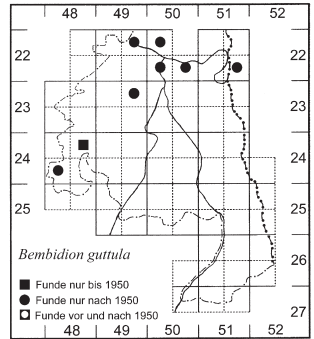 48 49 50 51 52
22 22
23 23
24 24
25 25
26
27
Bembidion guttula
Funde nur bis 1950
Funde nur nach 1950
Funde vor und nach 1950
48 49 50 51 52